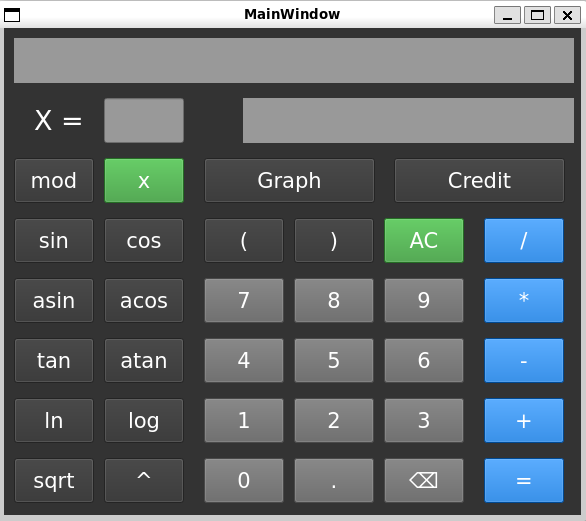 MainWindow
X =
mod x Graph Credit
sin cos ( ) AC /
asin acos 7 8 9 *
tan atan 4 5 6 -
ln log 1 2 3 +
sqrt ^ 0 . ⌫ =